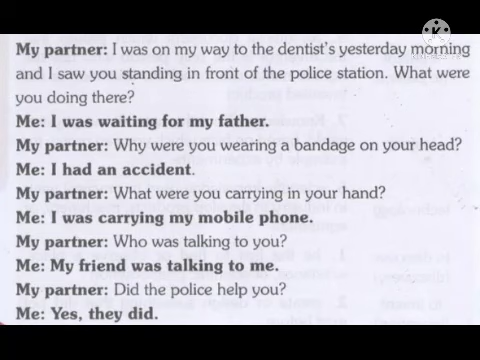 My partner: I was on my way to the dentist's yesterday morning
and I saw you standing in front of the police station. What were
you doing there?
Me: I was waiting for my father.
My partner: Why were you wearing a bandage on your head?
Me: I had an accident.
My partner: What were you carrying in your hand?
Me: I was carrying my mobile phone.
My partner: Who was talking to you?
Me: My friend was talking to me.
My partner: Did the police help you?
Me: Yes, they did.